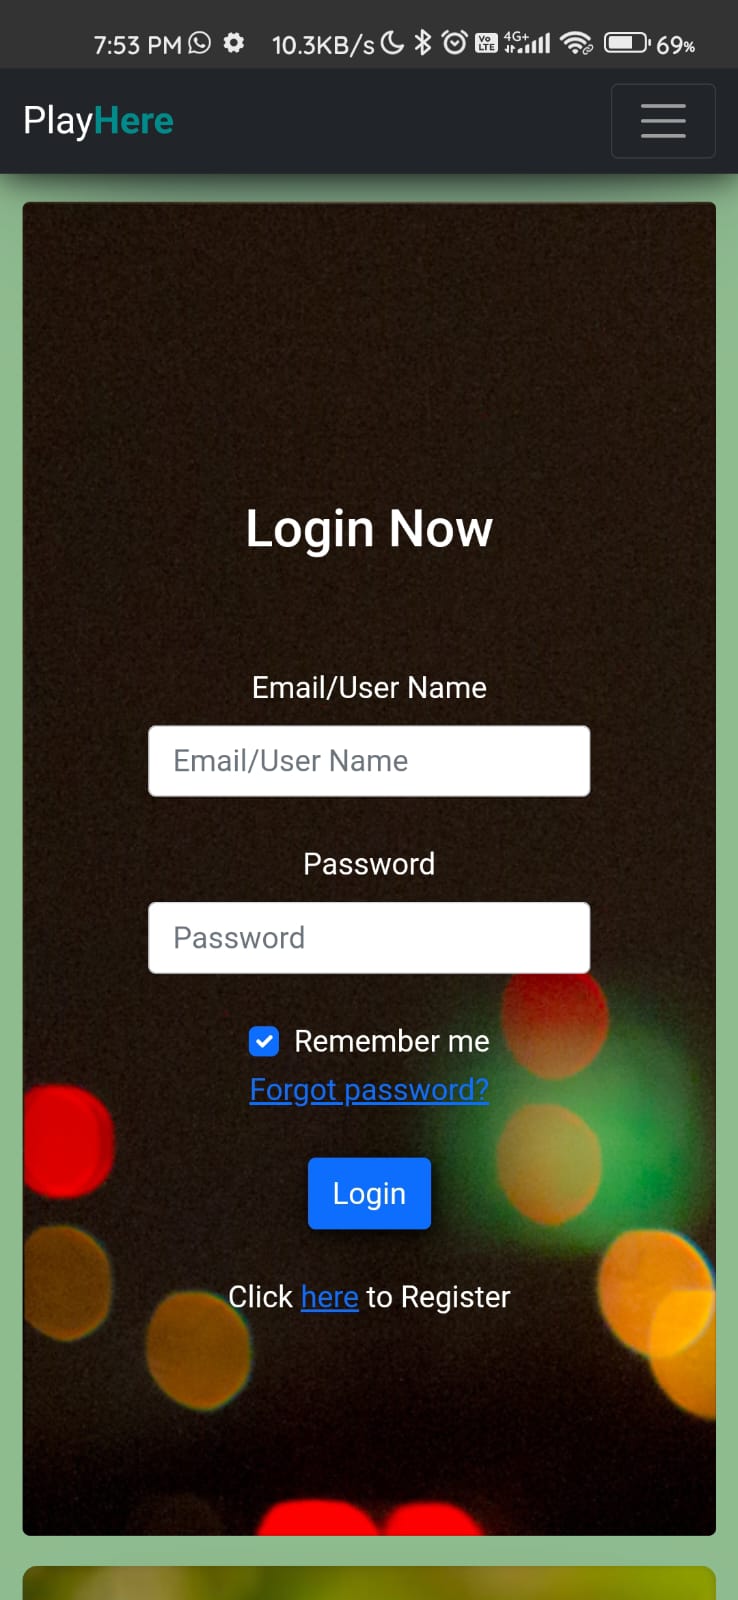 7:53 PM 10.3KB/s Vo LTE 4G+ 69%
PlayHere
Login Now
Email/User Name
Email/User Name
Password
Password
Remember me
Forgot password?
Login
Click here to Register